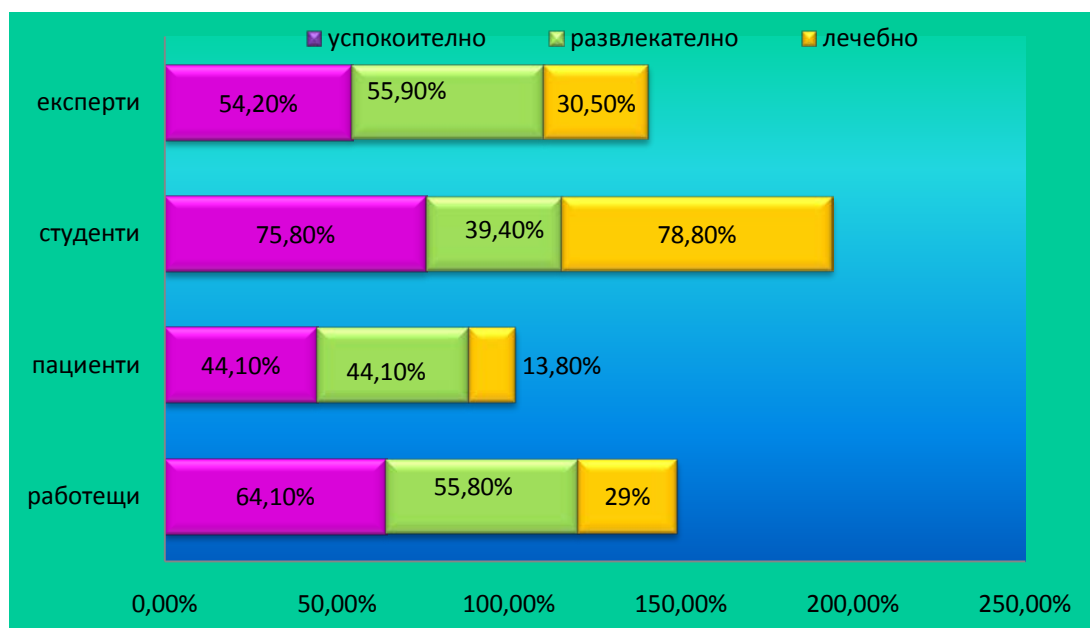 успокоително развлекателно лечебно
експерти 54,20% 55,90% 30,50%
студенти 75,80% 39,40% 78,80%
пациенти 44,10% 44,10% 13,80%
работещи 64,10% 55,80% 29%
0,00% 50,00% 100,00% 150,00% 200,00% 250,00%